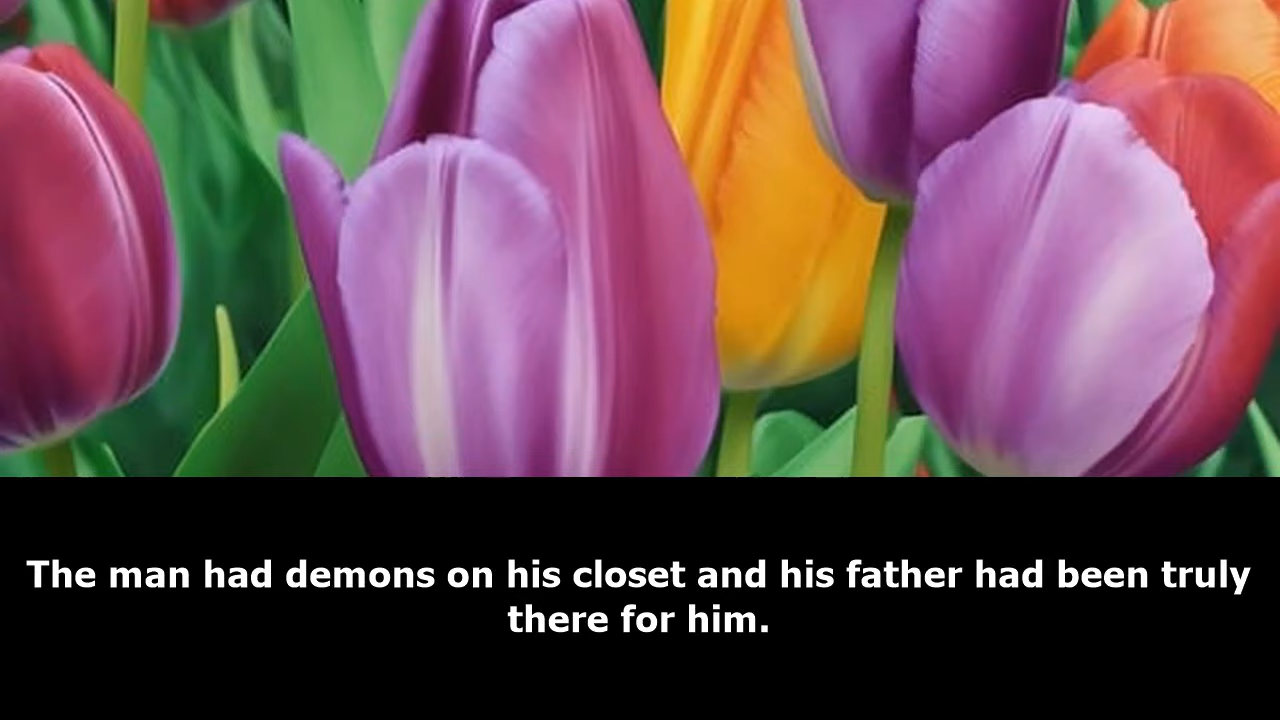 The man had demons on his closet and his father had been truly
there for him.